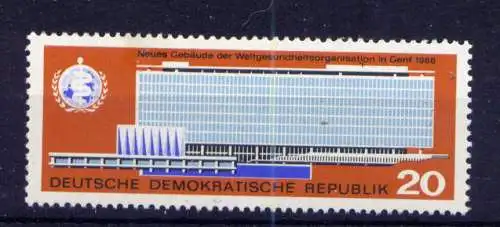 Neues Gebäude der Weltgesundheitsorganisation in Genf 1966
DEUTSCHE DEMOKRATISCHE REPUBLIK 20